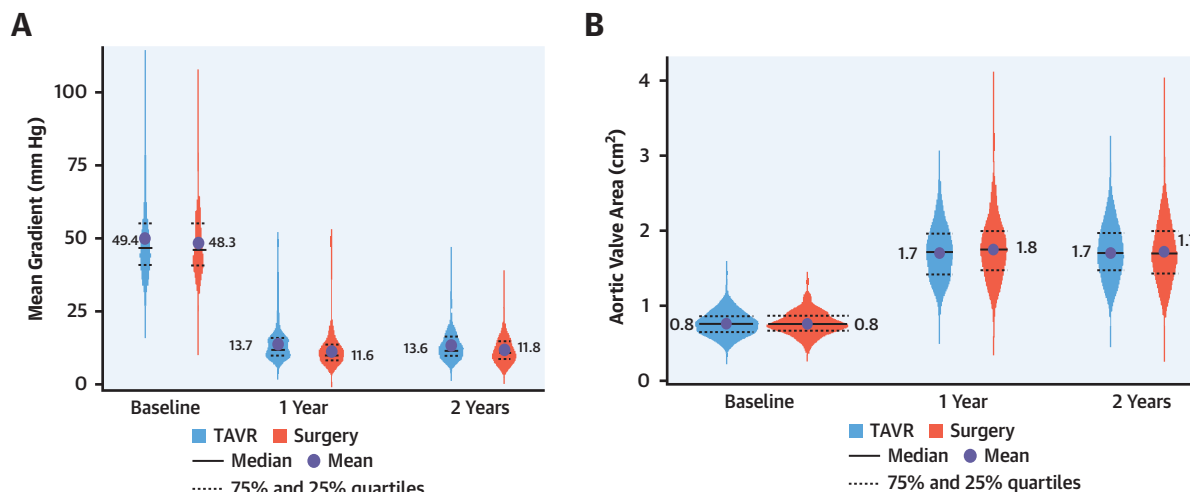 A
Mean Gradient (mm Hg)
100
75
50
25
0
49.4
48.3
13.7
11.6
13.6
11.8
Baseline
1 Year
2 Years
TAVR
Surgery
Median
Mean
75% and 25% quartiles
B
Aortic Valve Area (cm²)
4
3
2
1
0
0.8
0.8
1.7
1.8
1.7
Baseline
1 Year
2 Years
TAVR
Surgery
Median
Mean
75% and 25% quartiles